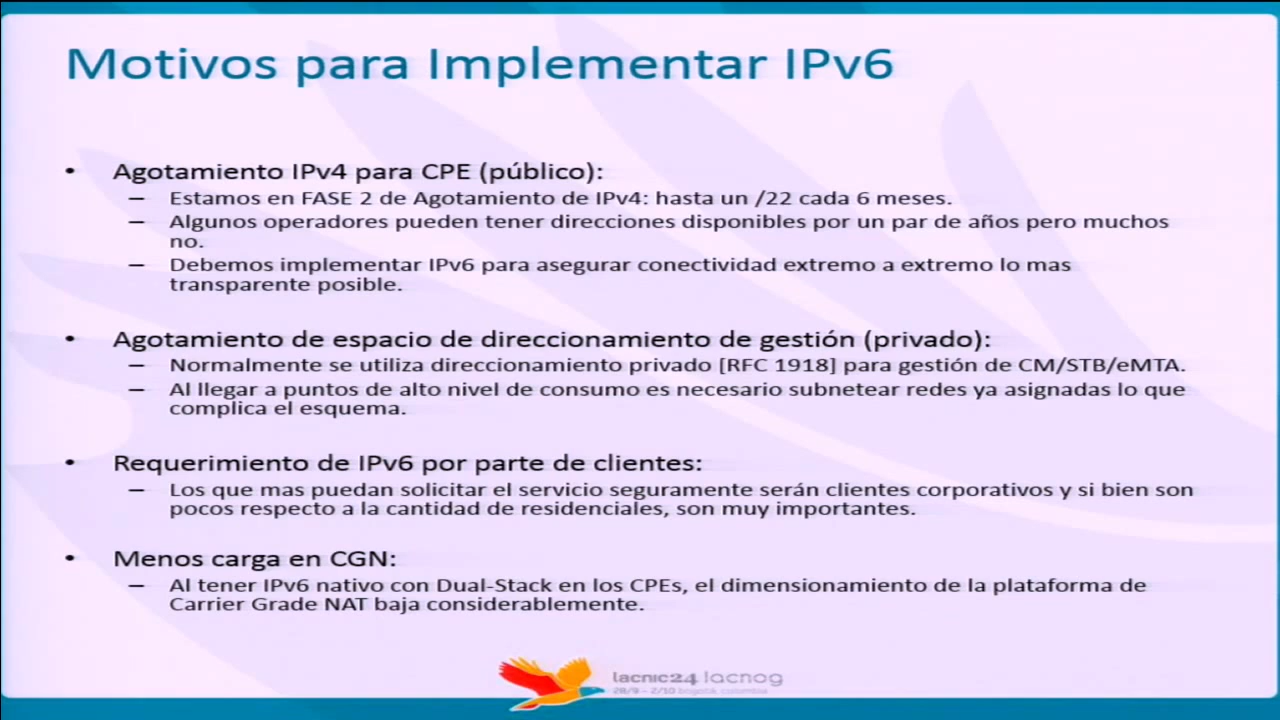 Motivos para Implementar IPv6
• Agotamiento IPv4 para CPE (público):
– Estamos en FASE 2 de Agotamiento de IPv4: hasta un /22 cada 6 meses.
– Algunos operadores pueden tener direcciones disponibles por un par de años pero muchos
no.
– Debemos implementar IPv6 para asegurar conectividad extremo a extremo lo mas
transparente posible.
• Agotamiento de espacio de direccionamiento de gestión (privado):
– Normalmente se utiliza direccionamiento privado [RFC 1918] para gestión de CM/STB/eMTA.
– Al llegar a puntos de alto nivel de consumo es necesario subnetear redes ya asignadas lo que
complica el esquema.
• Requerimiento de IPv6 por parte de clientes:
– Los que mas puedan solicitar el servicio seguramente serán clientes corporativos y si bien son
pocos respecto a la cantidad de residenciales, son muy importantes.
• Menos carga en CGN:
– Al tener IPv6 nativo con Dual-Stack en los CPEs, el dimensionamiento de la plataforma de
Carrier Grade NAT baja considerablemente.
lacnic24 lacnog
28/9 - 2/10 bogotá, colombia